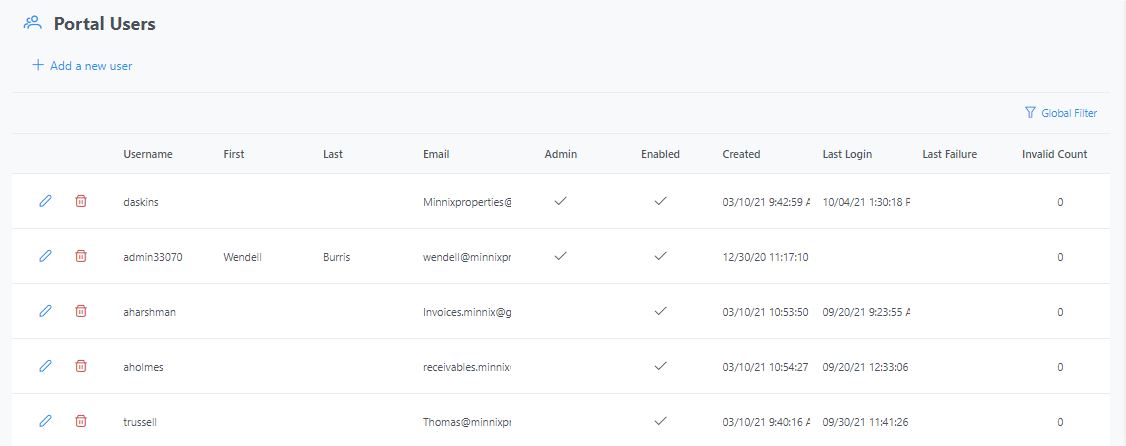 Portal Users
Add a new user
Global Filter
Username First Last Email Admin Enabled Created Last Login Last Failure Invalid Count
daskins Minnixproperties@ 03/10/21 9:42:59 10/04/21 1:30:18 0
admin33070 Wendell Burris wendell@minnixpr 12/30/20 11:17:10 0
aharshman Invoices.minnix@g 03/10/21 10:53:50 09/20/21 9:23:55 0
aholmes receivables.minnix 03/10/21 10:54:27 09/20/21 12:33:06 0
trussell Thomas@minnixpr 03/10/21 9:40:16 09/30/21 11:41:26 0